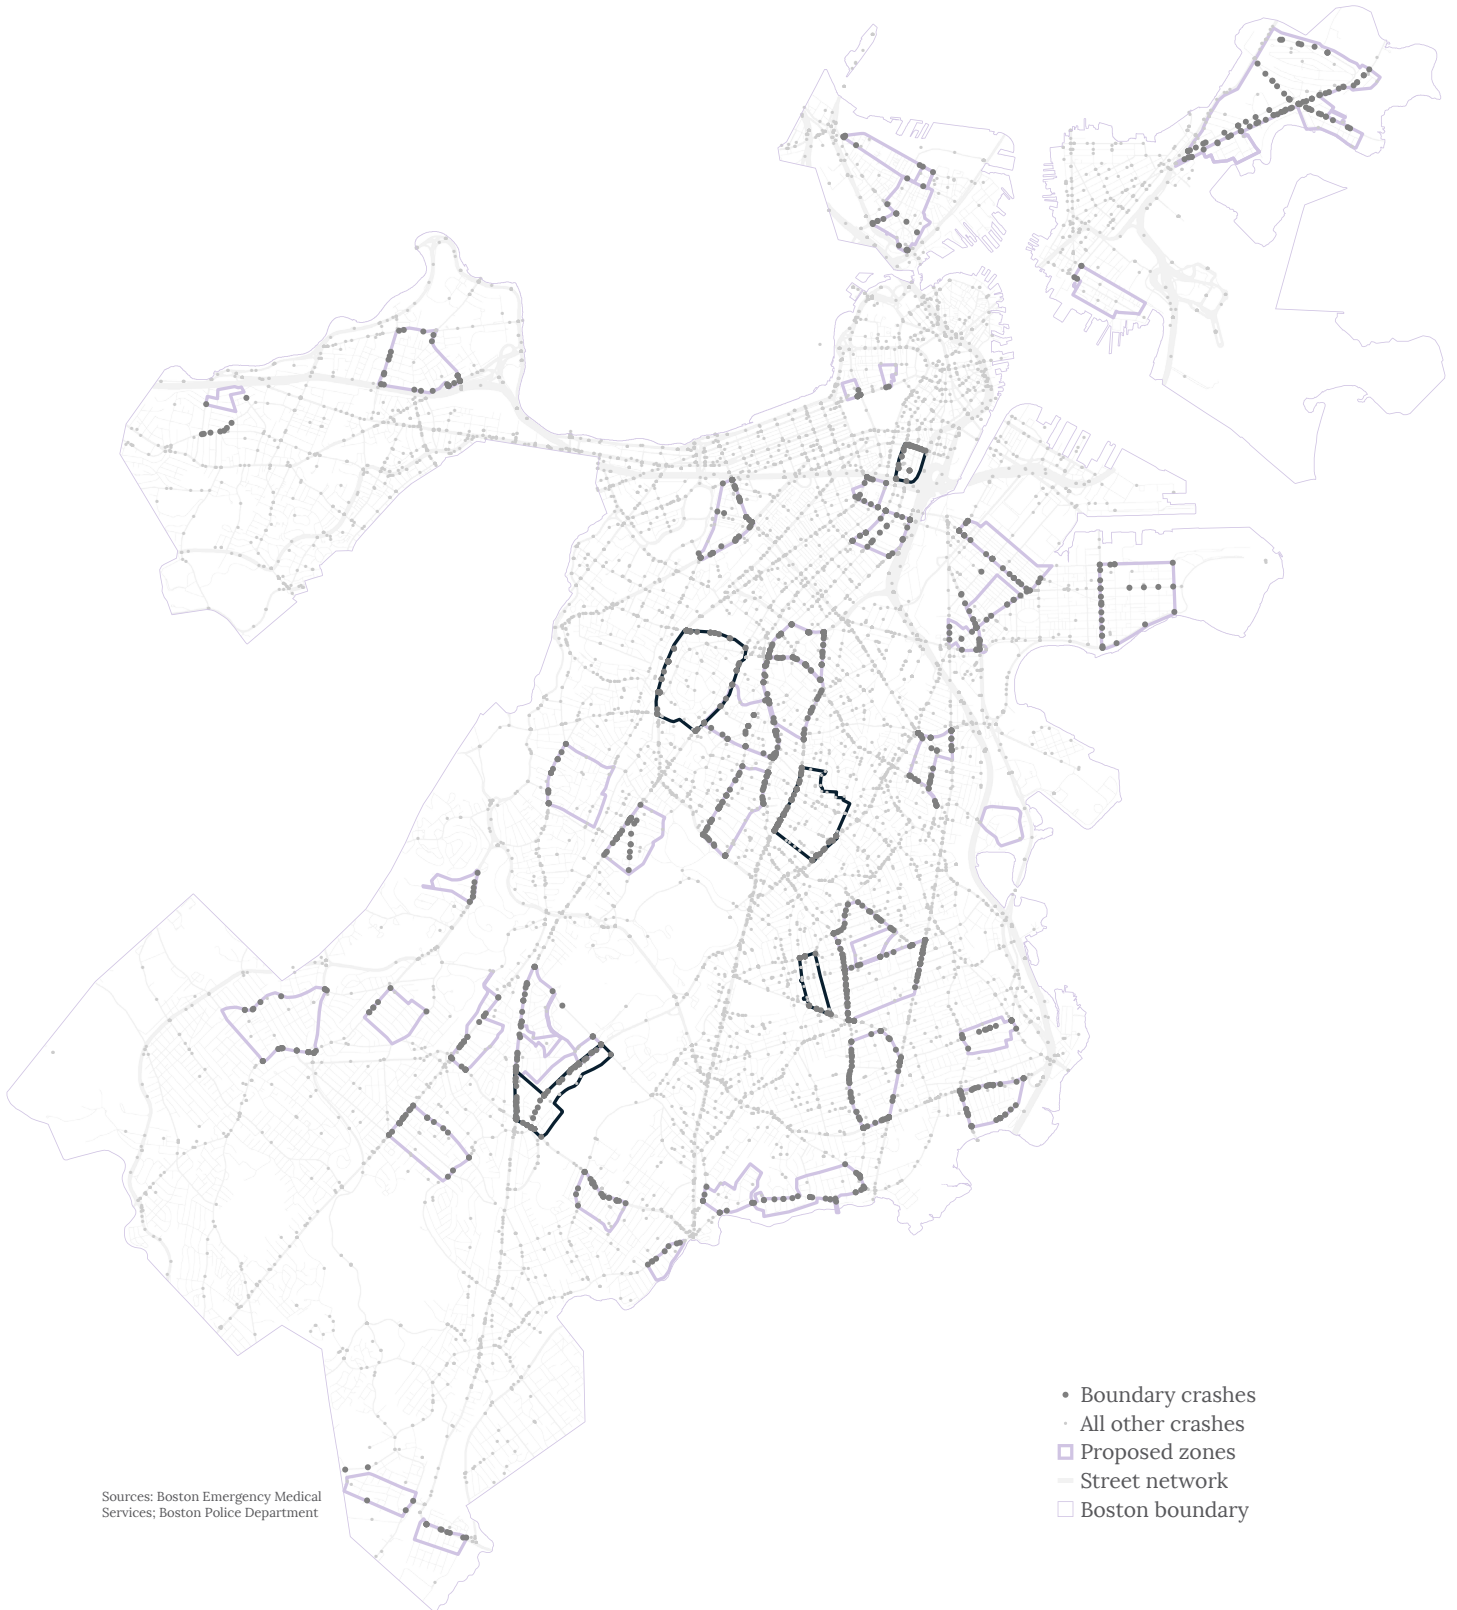 Boundary crashes
All other crashes
Proposed zones
Street network
Boston boundary
Sources: Boston Emergency Medical
Services; Boston Police Department